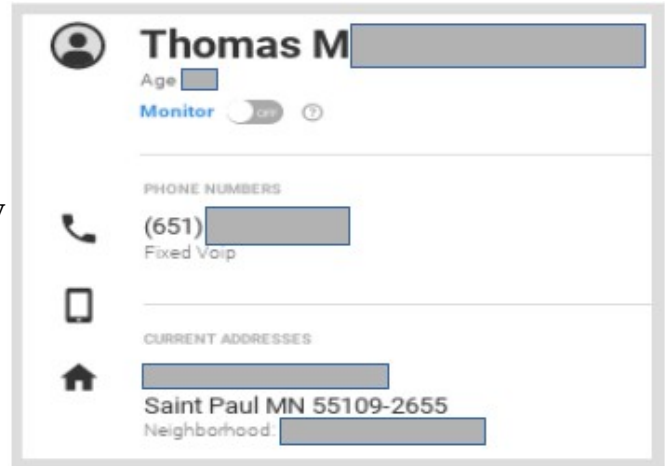 Thomas M
Age
Monitor OFF ?
PHONE NUMBERS
(651)
Fixed Voip
CURRENT ADDRESSES
Saint Paul MN 55109-2655
Neighborhood:
y